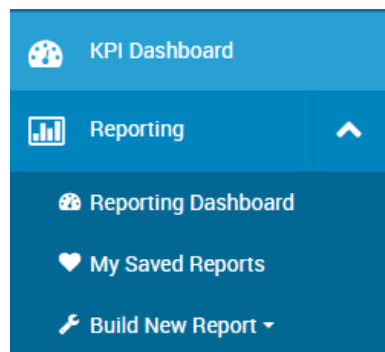 KPI Dashboard
Reporting
Reporting Dashboard
My Saved Reports
Build New Report